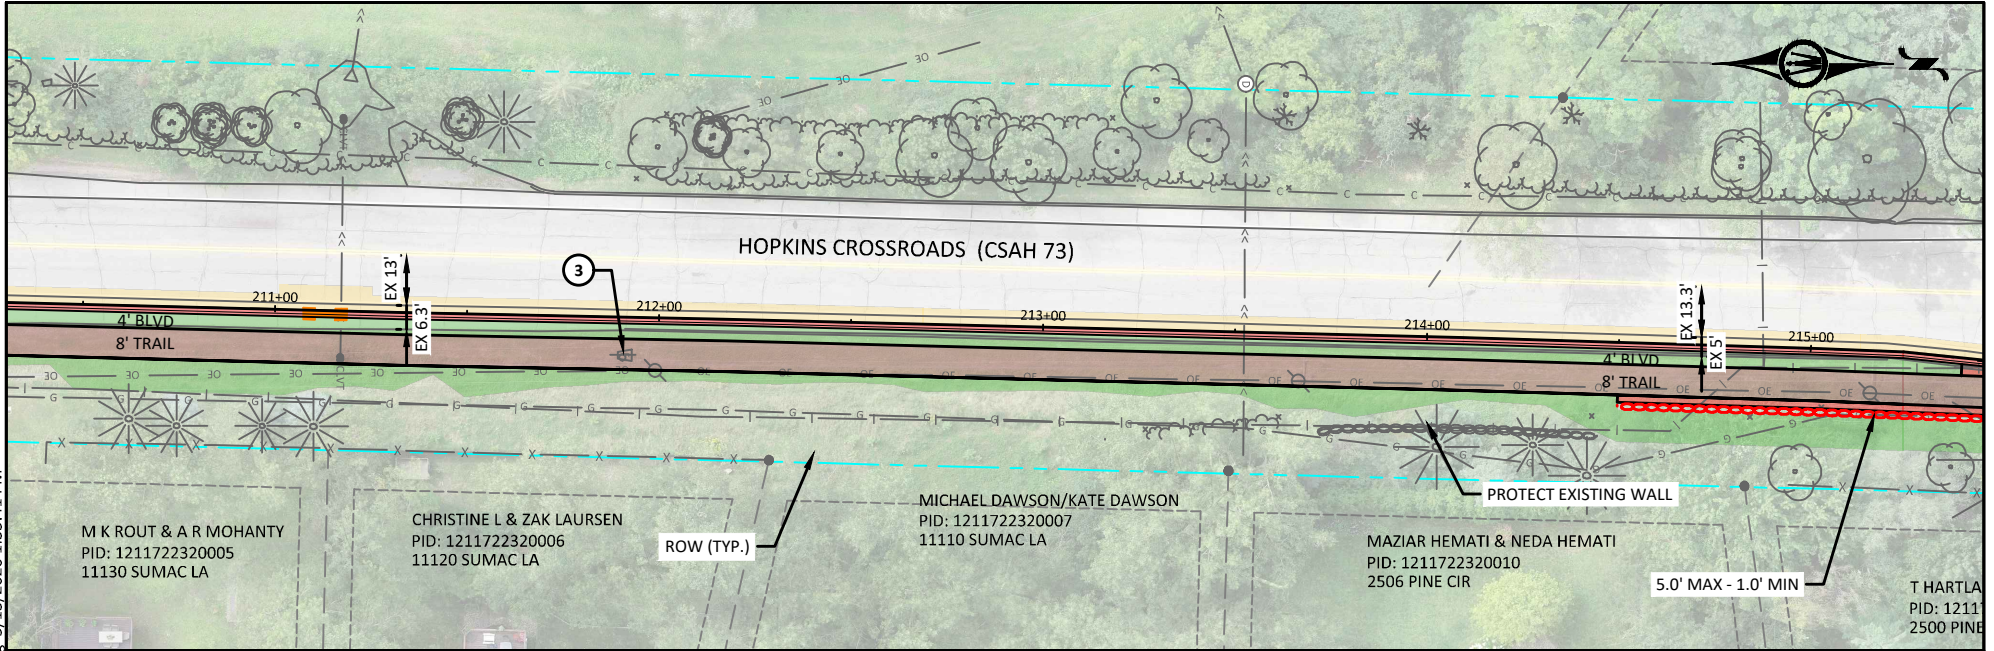 HOPKINS CROSSROADS (CSAH 73)
3
EX 13'
EX 6.3'
211+00
212+00
213+00
214+00
215+00
EX 13.3'
EX 5'
4' BLVD
8' TRAIL
4' BLVD
8' TRAIL
PROTECT EXISTING WALL
M K ROUT & A R MOHANTY
PID: 1211722320005
11130 SUMAC LA
CHRISTINE L & ZAK LAURSEN
PID: 1211722320006
11120 SUMAC LA
ROW (TYP.)
MICHAEL DAWSON/KATE DAWSON
PID: 1211722320007
11110 SUMAC LA
MAZIAR HEMATI & NEDA HEMATI
PID: 1211722320010
2506 PINE CIR
5.0' MAX - 1.0' MIN
T HARTLA
PID: 1211
2500 PINE